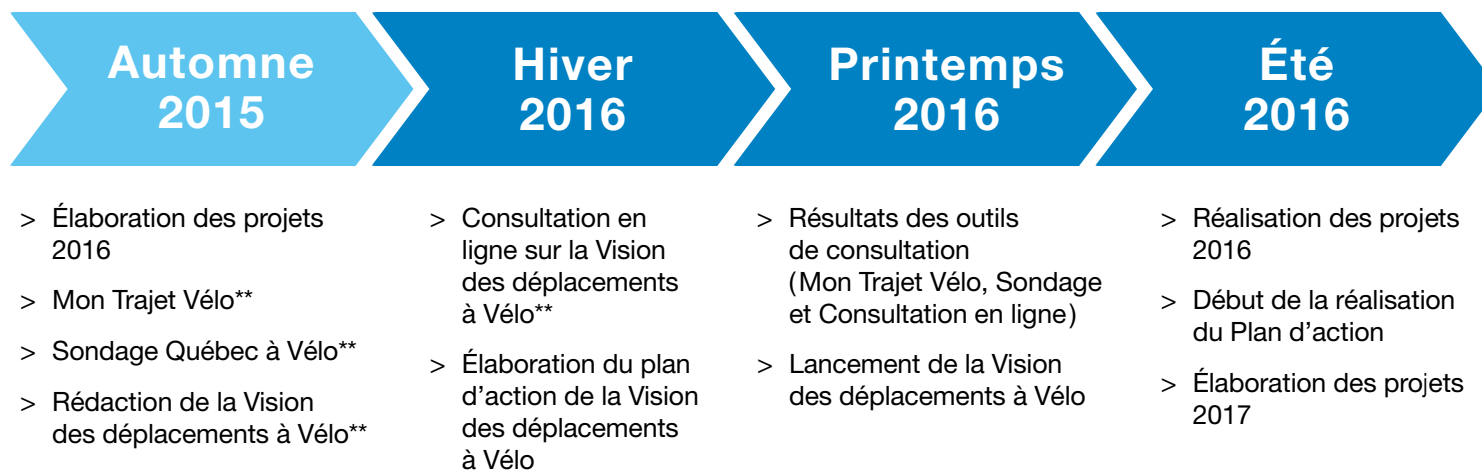 Automne
2015
Hiver
2016
Printemps
2016
Été
2016
> Élaboration des projets
2016
> Mon Trajet Vélo**
> Sondage Québec à Vélo**
> Rédaction de la Vision
des déplacements à Vélo**
> Consultation en
ligne sur la Vision
des déplacements
à Vélo**
> Élaboration du plan
d’action de la Vision
des déplacements
à Vélo
> Résultats des outils
de consultation
(Mon Trajet Vélo, Sondage
et Consultation en ligne)
> Lancement de la Vision
des déplacements à Vélo
> Réalisation des projets
2016
> Début de la réalisation
du Plan d’action
> Élaboration des projets
2017